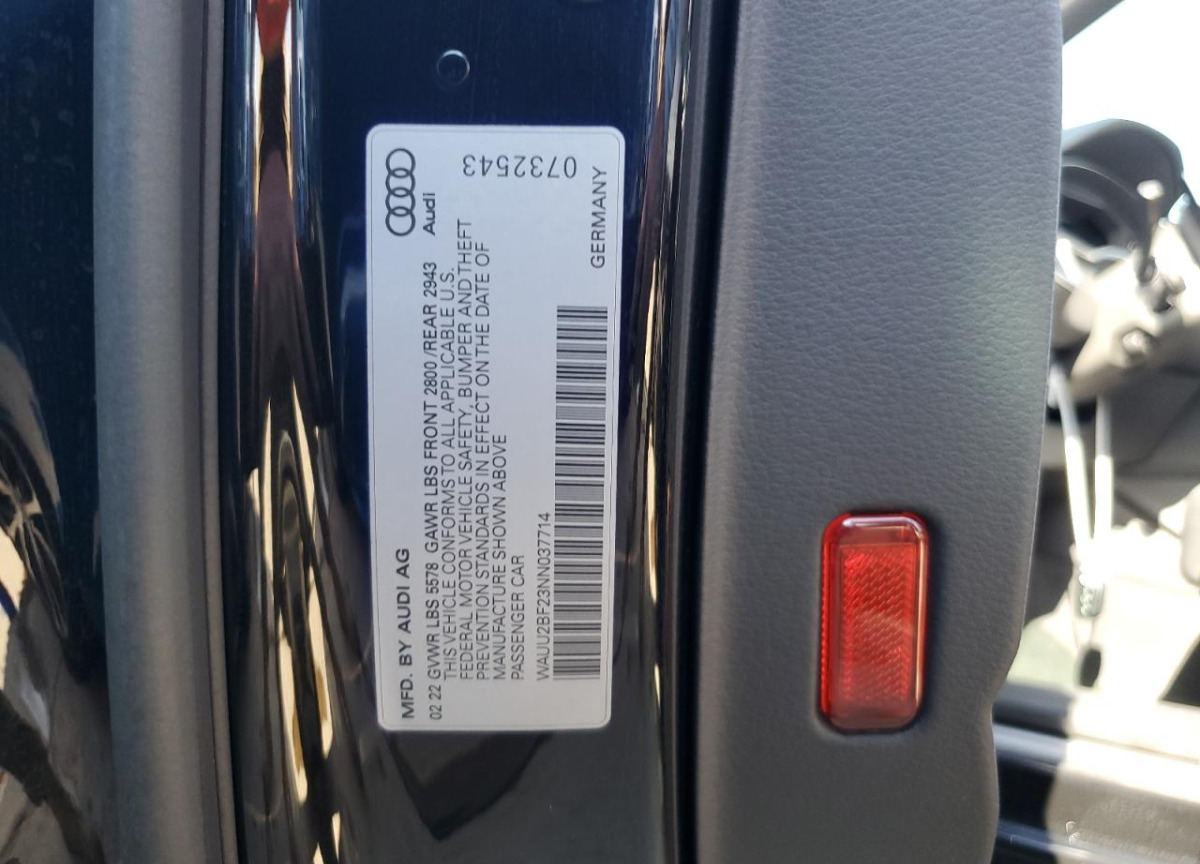 MFD. BY AUDI AG
Audi
02 22 GVWR LBS 5578 GAWR LBS FRONT 2800 /REAR 2943
THIS VEHICLE CONFORMS TO ALL APPLICABLE U.S.
FEDERAL MOTOR VEHICLE SAFETY, BUMPER AND THEFT
PREVENTION STANDARDS IN EFFECT ON THE DATE OF
MANUFACTURE SHOWN ABOVE
PASSENGER CAR
0732543
WAUU2BF23NN037714
GERMANY